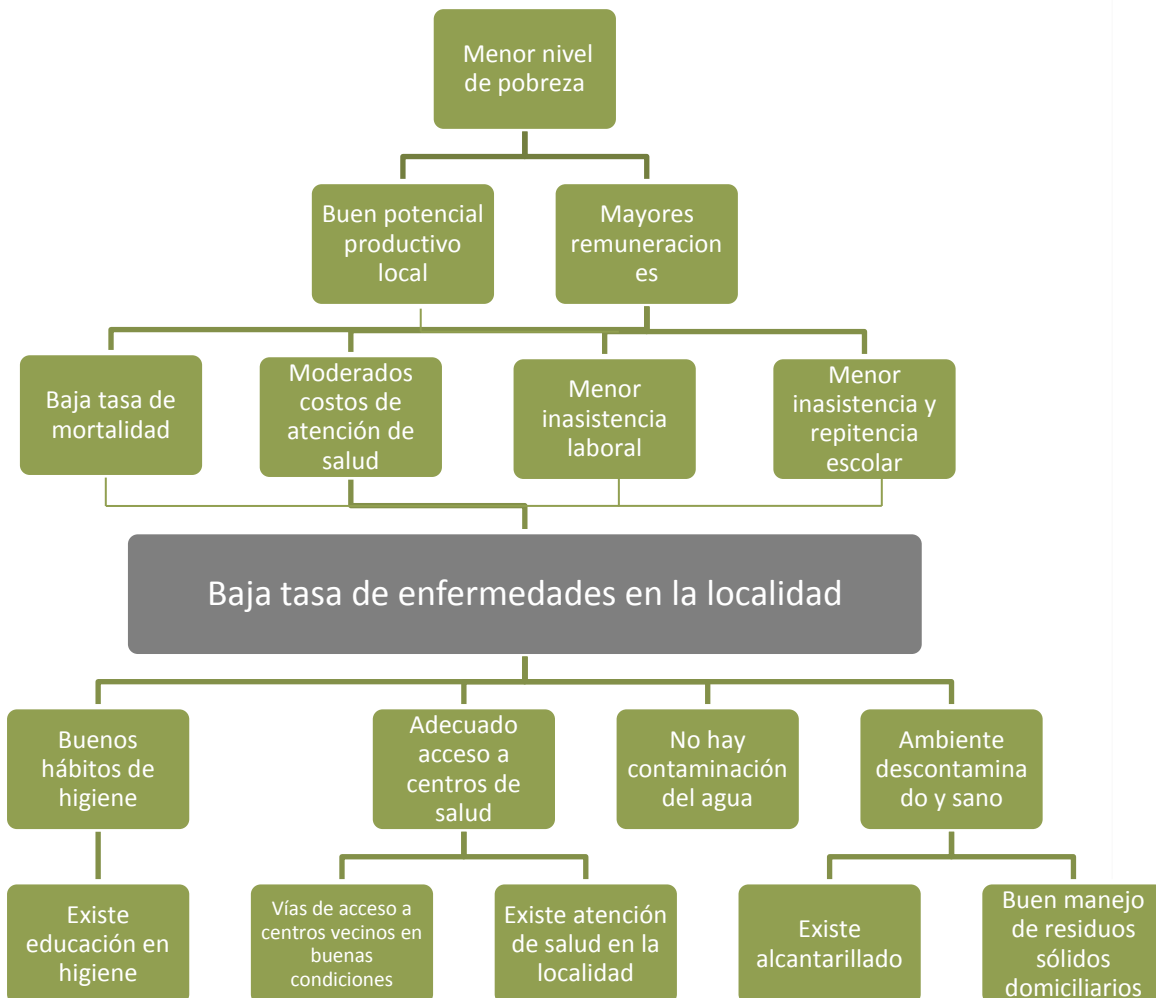 Menor nivel
de pobreza
Buen potencial
productivo
local
Mayores
remuneracion
es
Baja tasa de
mortalidad
Moderados
costos de
atención de
salud
Menor
inasistencia
laboral
Menor
inasistencia y
repitencia
escolar
Baja tasa de enfermedades en la localidad
Buenos
hábitos de
higiene
Adecuado
acceso a
centros de
salud
No hay
contaminación
del agua
Ambiente
descontamina
do y sano
Existe
educación en
higiene
Vías de acceso a
centros vecinos en
buenas
condiciones
Existe atención
de salud en la
localidad
Existe
alcantarillado
Buen manejo
de residuos
sólidos
domiciliarios